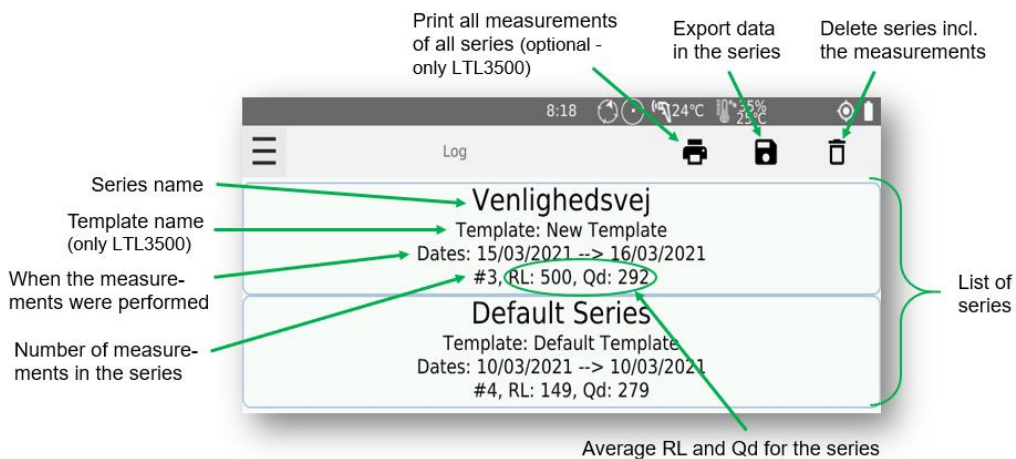 Print all measurements
of all series (optional -
only LTL3500)
Export data
in the series
Delete series incl.
the measurements
8:18 24°C 35%
25°C
Log
Series name
Template name
(only LTL3500)
When the measure-
ments were performed
Number of measure-
ments in the series
Venlighedsvej
Template: New Template
Dates: 15/03/2021 --> 16/03/2021
#3, RL: 500, Qd: 292
Default Series
Template: Default Template
Dates: 10/03/2021 --> 10/03/2021
#4, RL: 149, Qd: 279
List of
series
Average RL and Qd for the series